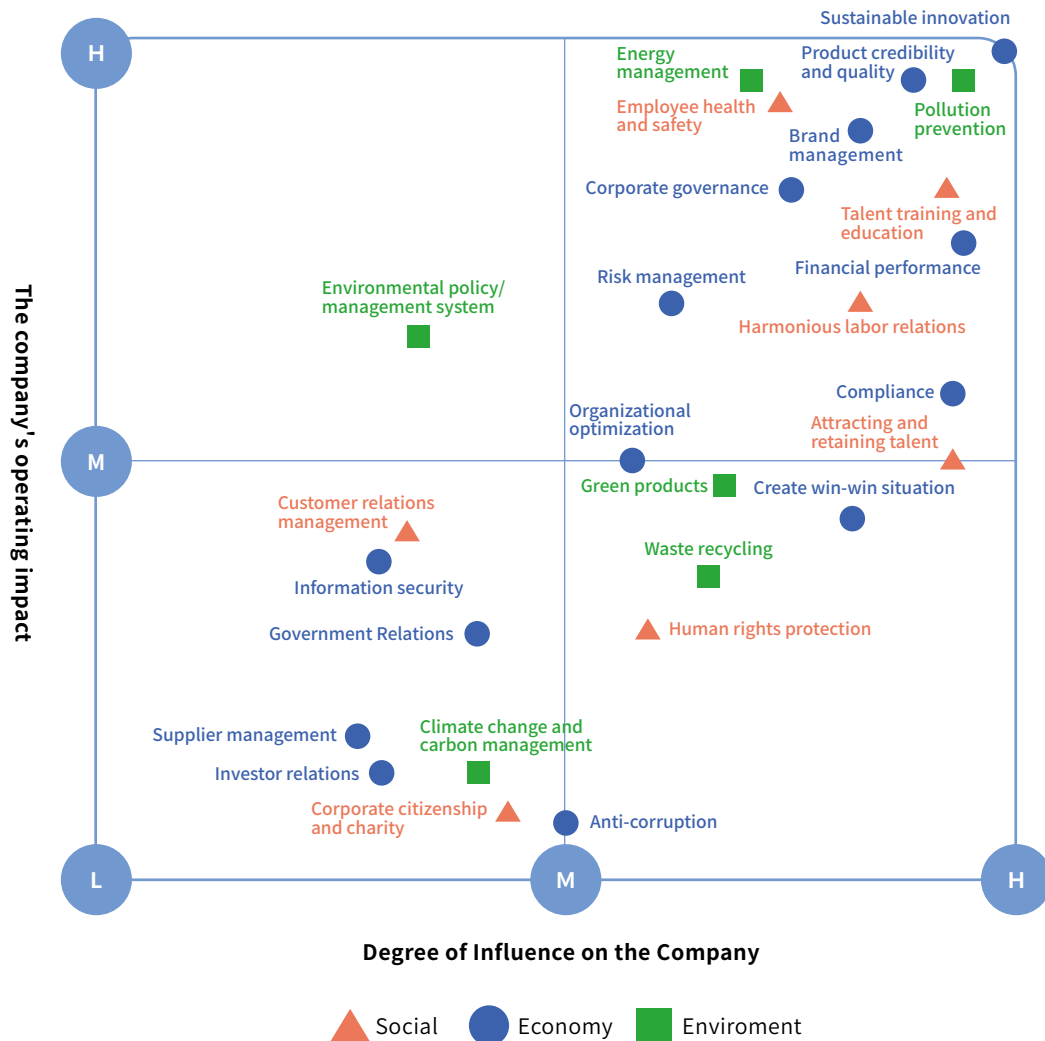 Sustainable innovation
H
Energy
management
Product credibility
and quality
Employee health
and safety
Pollution
prevention
Brand
management
Corporate governance
Talent training and
education
Financial performance
Risk management
Environmental policy/
management system
Harmonious labor relations
Compliance
Organizational
optimization
Attracting and
retaining talent
M
Green products
Create win-win situation
Customer relations
management
Waste recycling
Information security
Government Relations
Human rights protection
The company's operating impact
Supplier management
Climate change and
carbon management
Investor relations
Corporate citizenship
and charity
Anti-corruption
L
M
H
Degree of Influence on the Company
Social
Economy
Enviroment